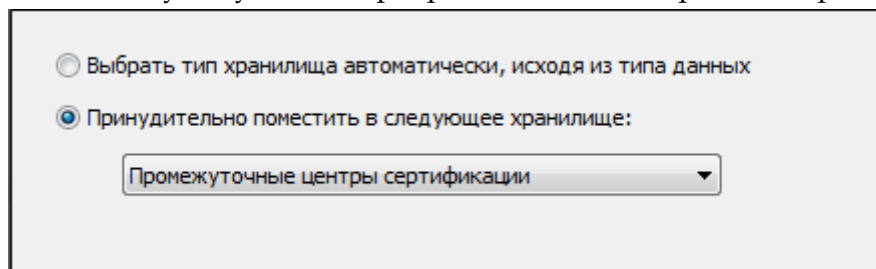 Выбрать тип хранилища автоматически, исходя из типа данных
Принудительно поместить в следующее хранилище:
Промежуточные центры сертификации